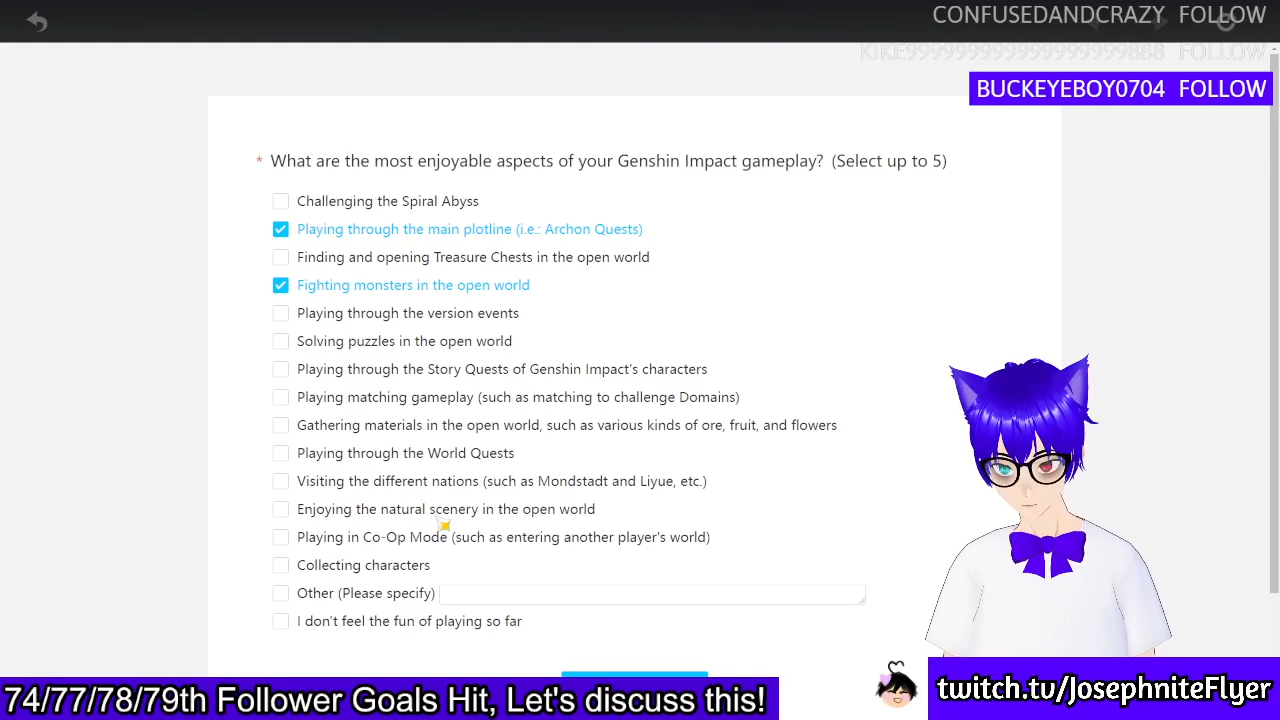 CONFUSEDANDCRAZY FOLLOW
FOLLOW
BUCKEYEBOY0704 FOLLOW
* What are the most enjoyable aspects of your Genshin Impact gameplay? (Select up to 5)
Challenging the Spiral Abyss
Playing through the main plotline (i.e.: Archon Quests)
Finding and opening Treasure Chests in the open world
Fighting monsters in the open world
Playing through the version events
Solving puzzles in the open world
Playing through the Story Quests of Genshin Impact's characters
Playing matching gameplay (such as matching to challenge Domains)
Gathering materials in the open world, such as various kinds of ore, fruit, and flowers
Playing through the World Quests
Visiting the different nations (such as Mondstadt and Liyue, etc.)
Enjoying the natural scenery in the open world
Playing in Co-Op Mode (such as entering another player's world)
Collecting characters
Other (Please specify)
I don't feel the fun of playing so far
74/77/78/79th Follower Goals Hit, Let's discuss this!
twitch.tv/JosephniteFlyer